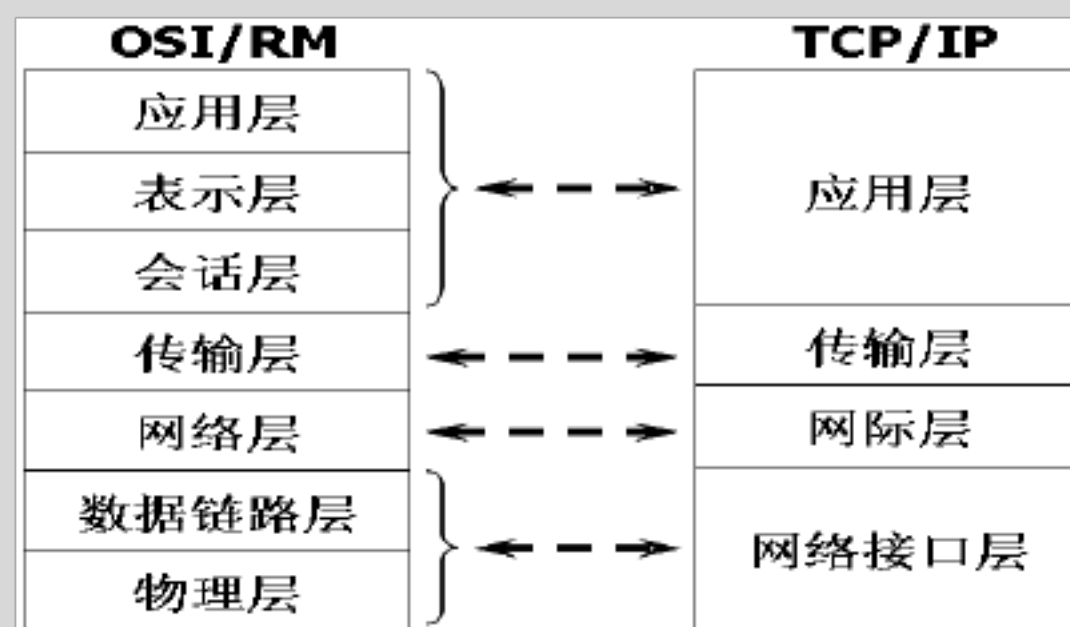 OSI/RM
TCP/IP
应用层
表示层
会话层
传输层
网络层
数据链路层
物理层
应用层
传输层
网际层
网络接口层